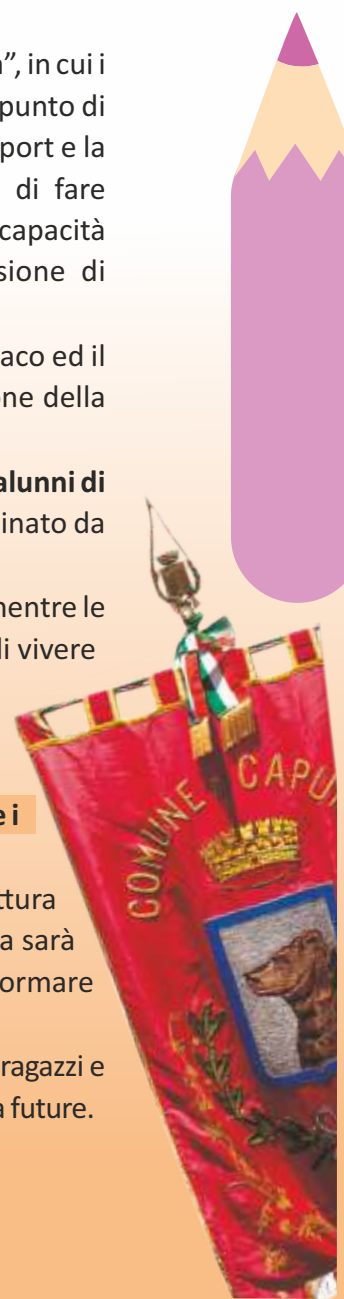 ”, in cui i
punto di
port e la
di fare
capacità
sione di
aco ed il
one della
alunni di
inato da
mentre le
di vivere
e i
ttura
a sarà
ormare
ragazzi e
a future.
COMUNE CAPU